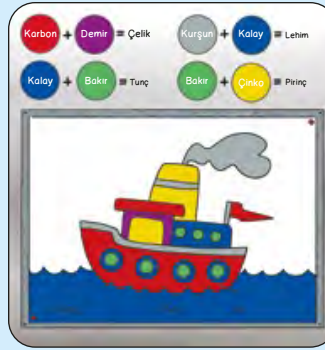 Karbon + Demir = Çelik
Kurşun + Kalay = Lehim
Kalay + Bakır = Tunç
Bakır + Çinko = Pirinç